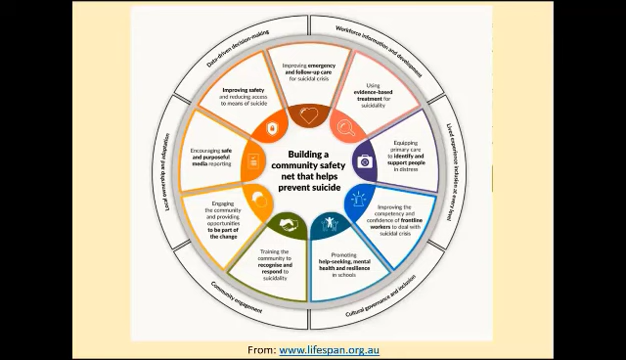 Data-driven decision-making
Workforce information and development
Lived experience inclusion at every level
Cultural governance and inclusion
Community engagement
Local ownership and adaptation
Improving emergency
and follow-up care
for suicidal crisis
Using
evidence-based
treatment for
suicidality
Equipping
primary care
to identify and
support people
in distress
Improving the
competency and
confidence of frontline
workers to deal with
suicidal crisis
Promoting
help-seeking, mental
health and resilience
in schools
Training the
community to
recognise and
respond to
suicidality
Engaging
the community
and providing
opportunities
to be part of
the change
Encouraging safe
and purposeful
media reporting
Improving safety
and reducing access
to means of suicide
Building a
community safety
net that helps
prevent suicide
From: www.lifespan.org.au